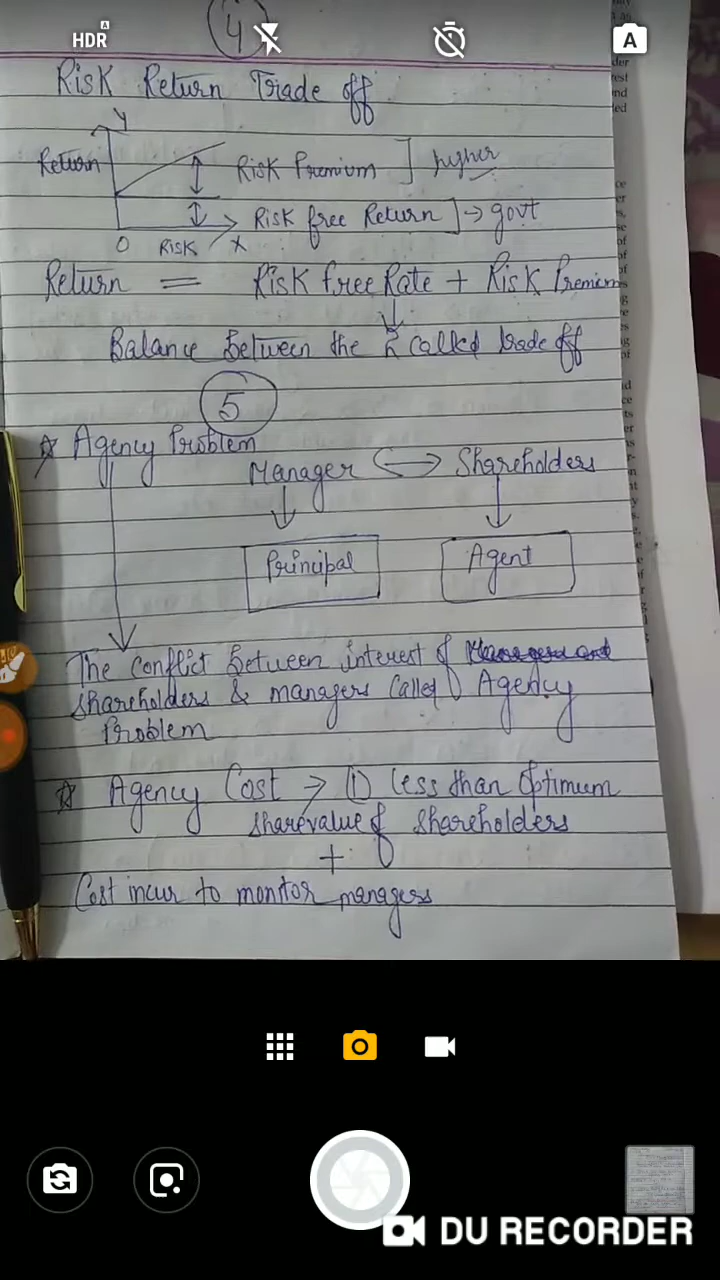 HDR A
A
4
Risk Return Trade off
Y
Return
Risk Premium ] higher
Risk free Return ] → govt
O RISK X
Return = Risk free Rate + Risk Premium
Balance between the 2 called trade off
5
☆ Agency Problem
Manager ⟷ Shareholders
Principal Agent
The conflict between interest of
shareholders & managers called Agency
Problem
☆ Agency Cost → ① Less than Optimum
share value of shareholders
+
Cost incur to monitor managers
DU RECORDER